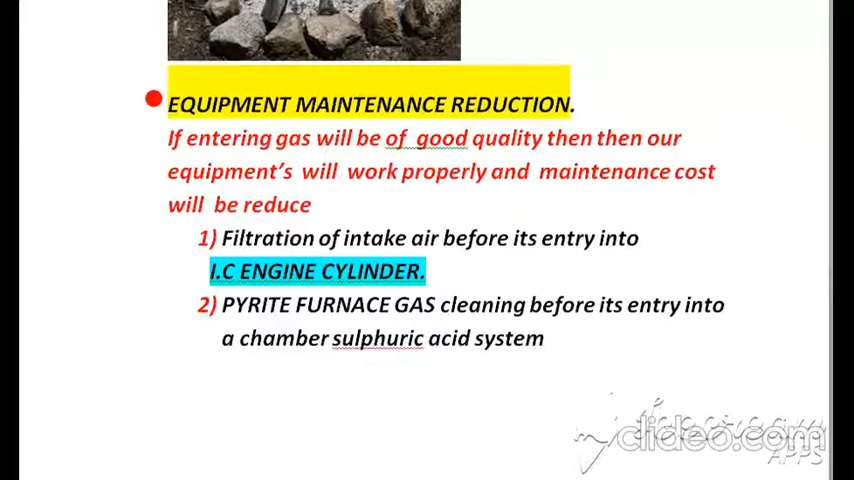 EQUIPMENT MAINTENANCE REDUCTION.
If entering gas will be of good quality then then our
equipment's will work properly and maintenance cost
will be reduce
1) Filtration of intake air before its entry into
I.C ENGINE CYLINDER.
2) PYRITE FURNACE GAS cleaning before its entry into
a chamber sulphuric acid system
clideo.com
APPS